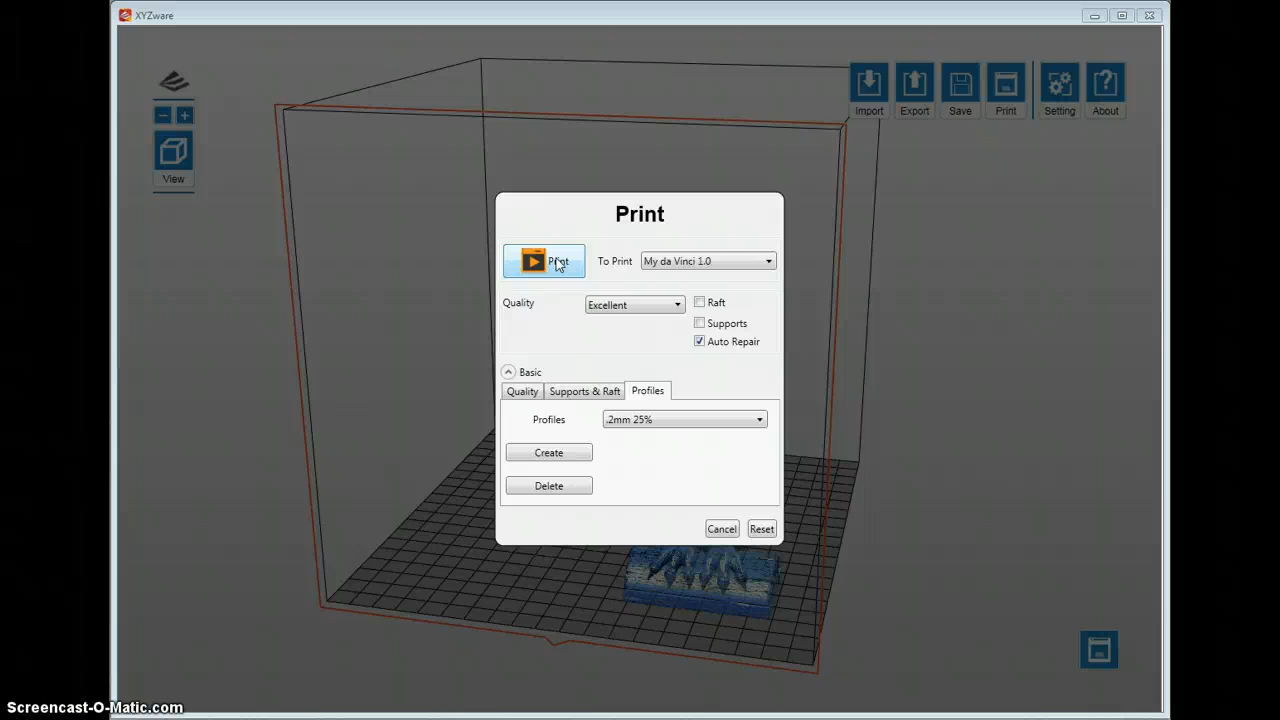 XYZware
Import
Export
Save
Print
Setting
About
View
Print
Print
To Print
My da Vinci 1.0
Quality
Excellent
Raft
Supports
Auto Repair
Basic
Quality
Supports & Raft
Profiles
Profiles
.2mm 25%
Create
Delete
Cancel
Reset
Screencast-O-Matic.com